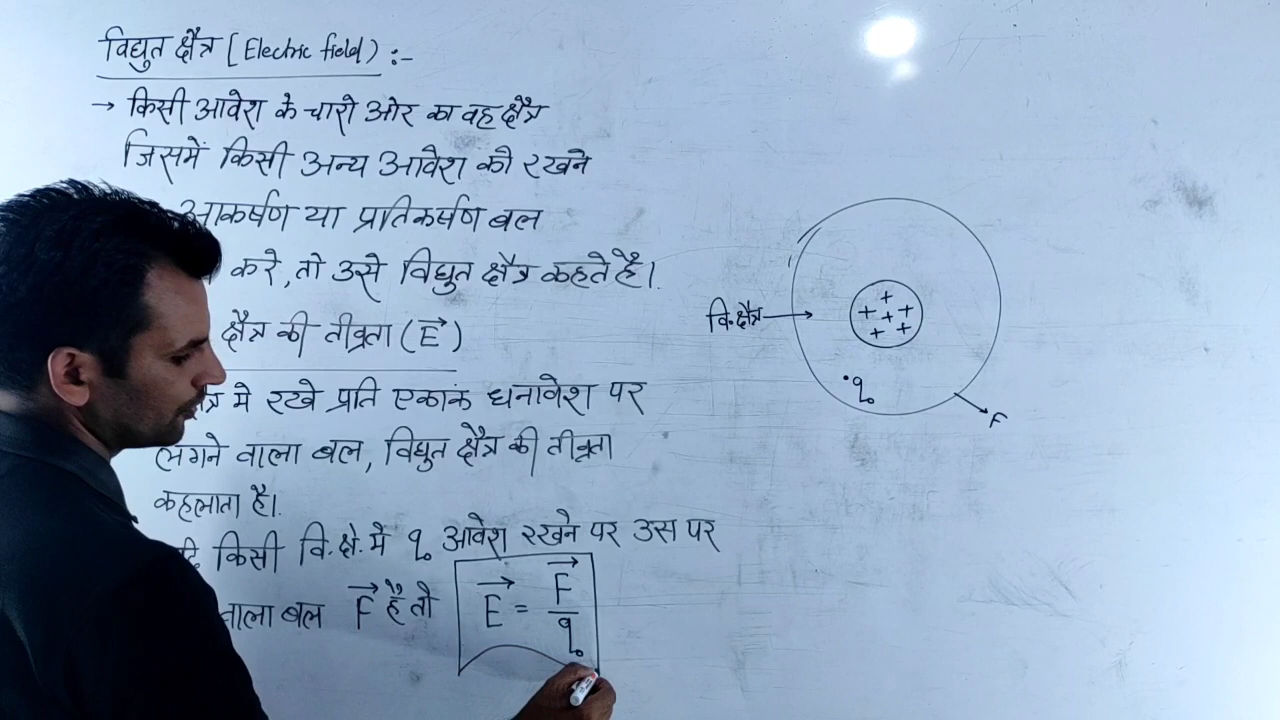 विद्युत क्षैत्र [Electric field) :-
→ किसी आवेश के चारो ओर का वह क्षैत्र
जिसमें किसी अन्य आवेश को रखने
आकर्षण या प्रतिकर्षण बल
करे, तो उसे विद्युत क्षैत्र कहते है।
क्षैत्र की तीव्रता (E⃗)
मे रखे प्रति एकांक धनावेश पर
लगने वाला बल, विद्युत क्षैत्र की तीव्रता
कहलाता है।
किसी वि.क्षे. मे q₀ आवेश रखने पर उस पर
वाला बल F⃗ है तो E⃗ = F⃗/q₀
वि.क्षैत्र →
+ + + + + +
•q₀
F